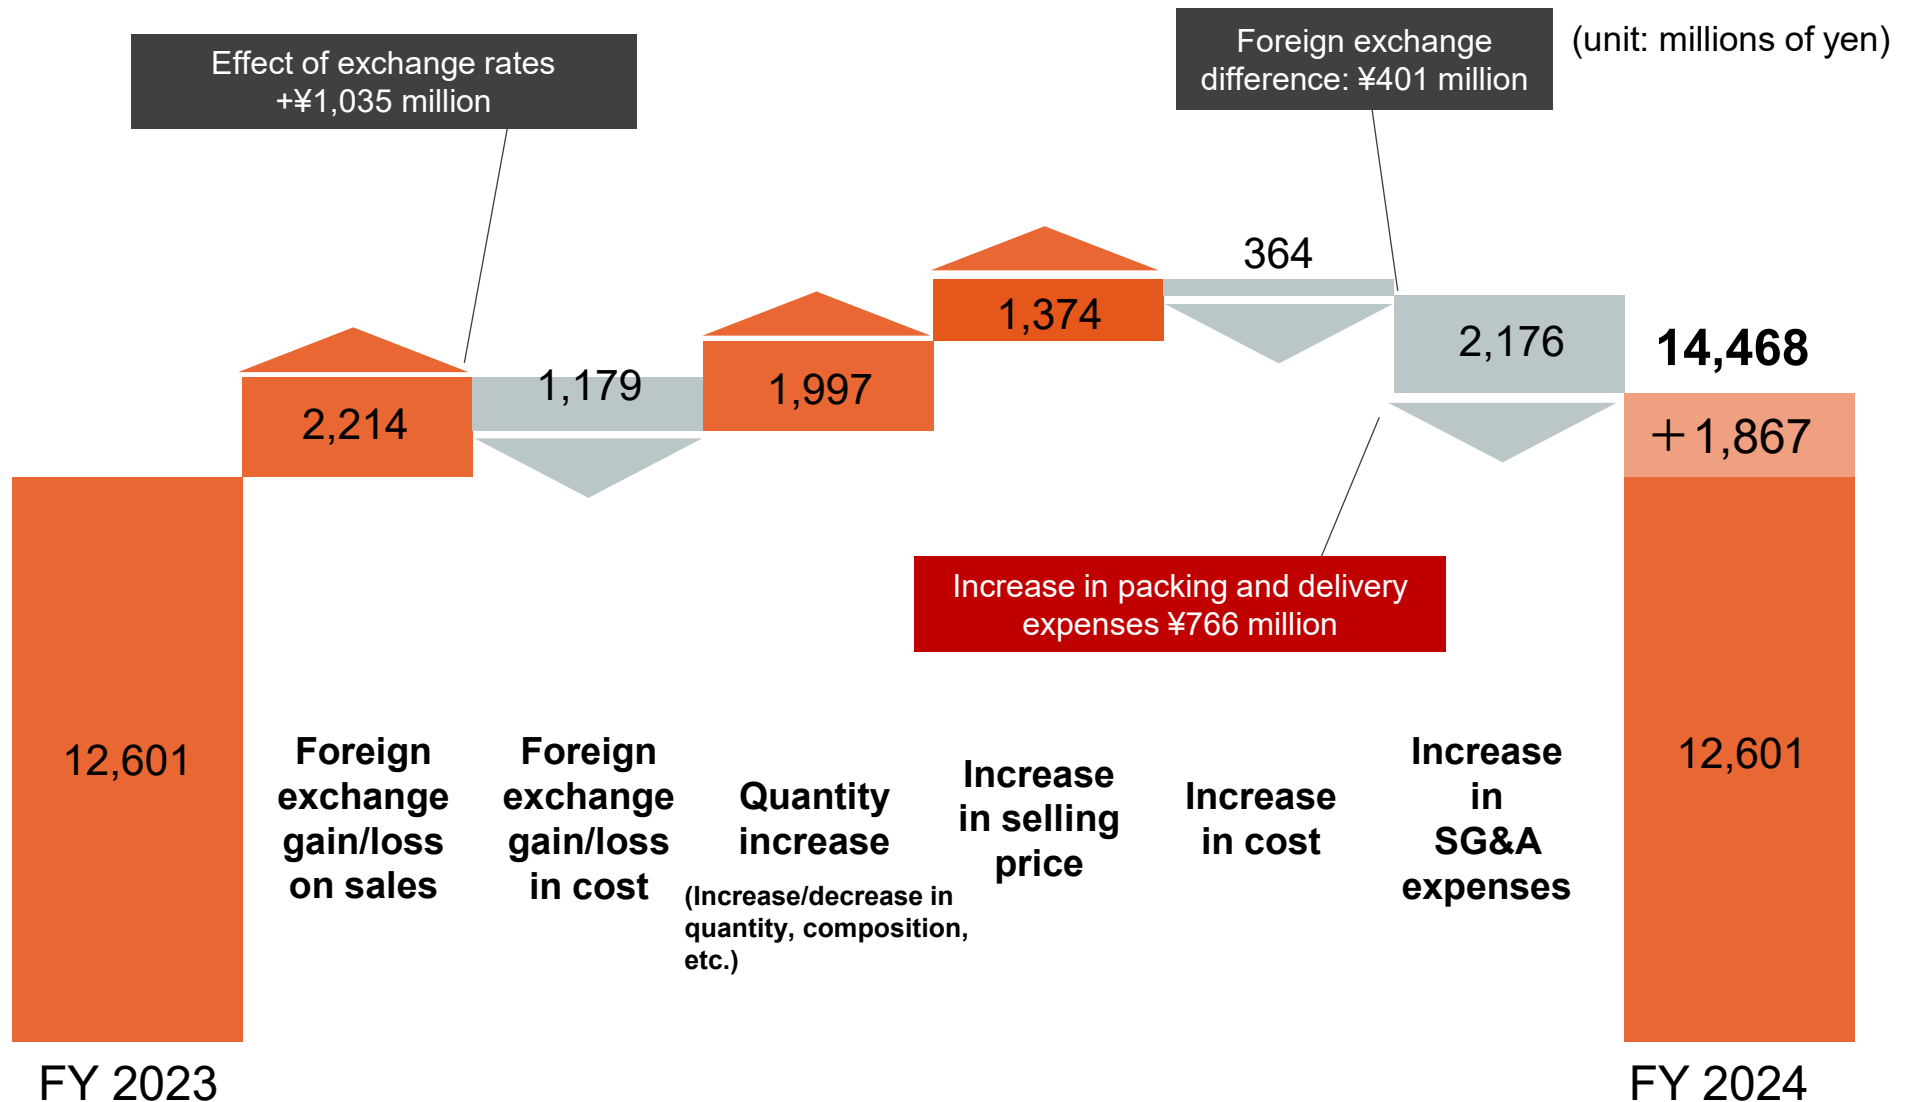 Effect of exchange rates
+¥1,035 million
Foreign exchange
difference: ¥401 million
(unit: millions of yen)
2,214
1,179
1,997
1,374
364
2,176
14,468
+1,867
Increase in packing and delivery
expenses ¥766 million
12,601
Foreign
exchange
gain/loss
on sales
Foreign
exchange
gain/loss
in cost
Quantity
increase
(Increase/decrease in
quantity, composition,
etc.)
Increase
in selling
price
Increase
in cost
Increase
in
SG&A
expenses
12,601
FY 2023
FY 2024